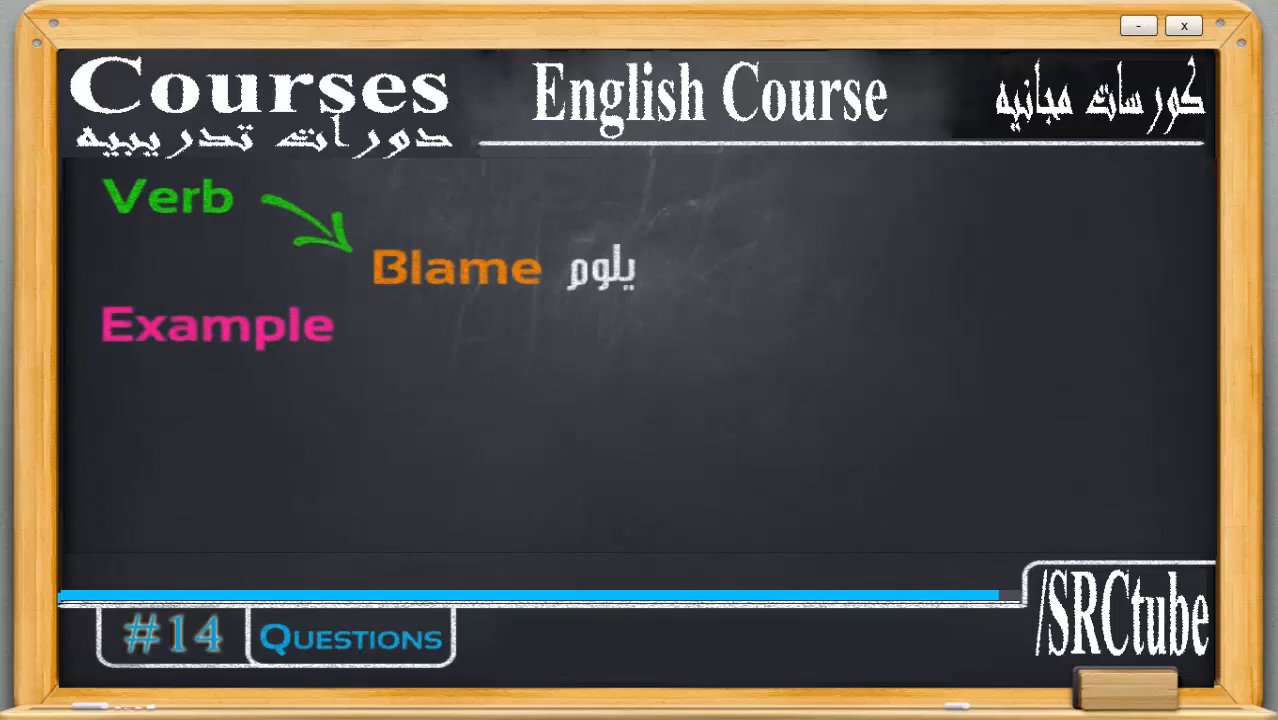 - x
Courses
دورات تدريبيه
English Course
كورسات مجانيه
Verb
Blame يلوم
Example
/SRCtube
#14 Questions